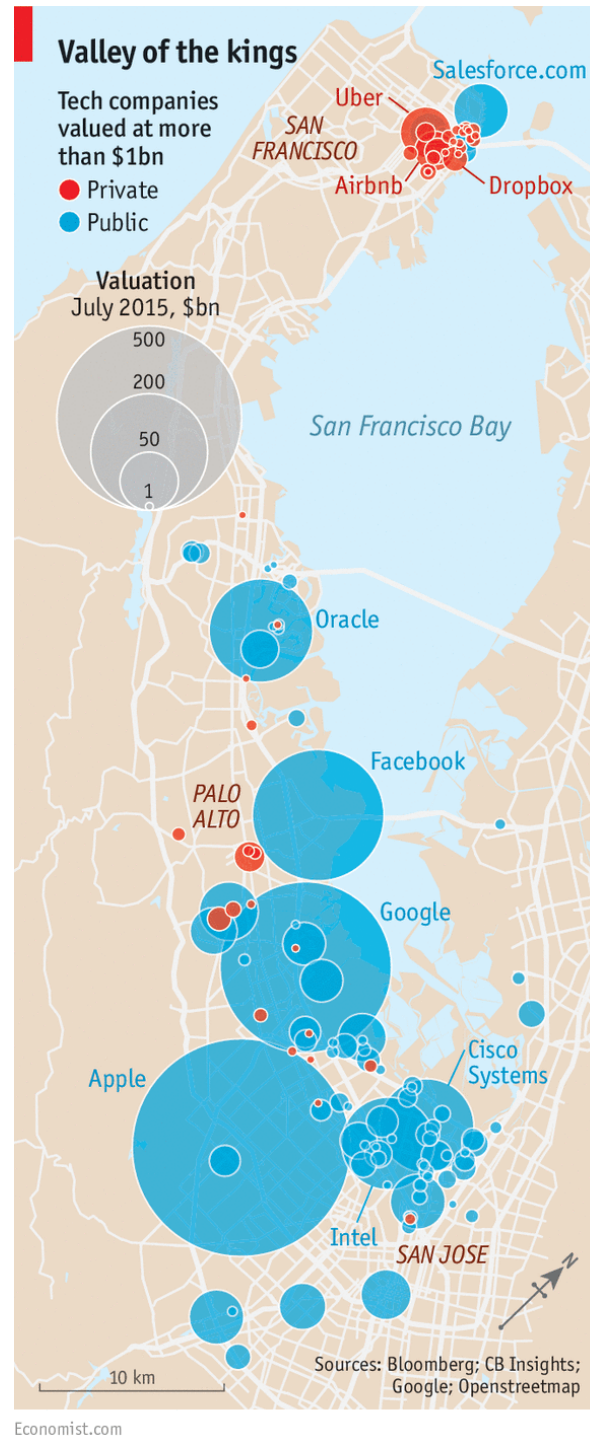 Valley of the kings
Tech companies
valued at more
than $1bn
Private
Public
Valuation
July 2015, $bn
500
200
50
1
Salesforce.com
Uber
SAN
FRANCISCO
Airbnb
Dropbox
San Francisco Bay
Oracle
Facebook
PALO
ALTO
Google
Cisco
Systems
Apple
Intel
SAN JOSE
N
10 km
Sources: Bloomberg; CB Insights;
Google; Openstreetmap
Economist.com